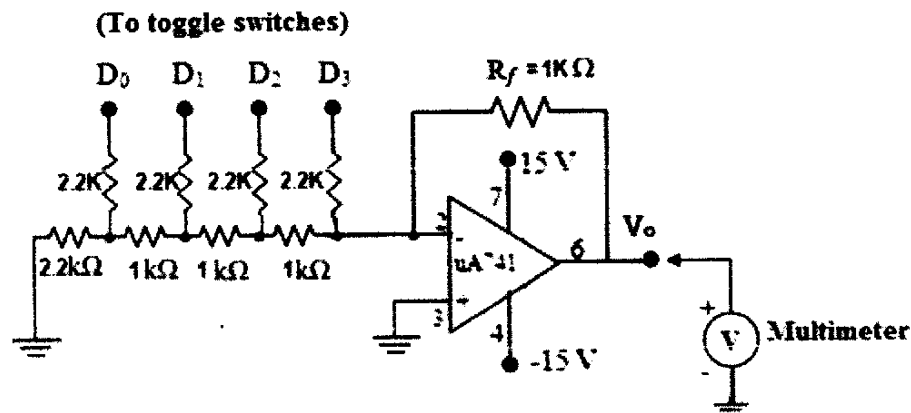 (To toggle switches)
D₀ D₁ D₂ D₃
R_f = 1KΩ
2.2K 2.2K 2.2K 2.2K
15 V
7
2
-
6
Vo
2.2kΩ 1kΩ 1kΩ 1kΩ
+
3
4
-15 V
+
V
-
Multimeter